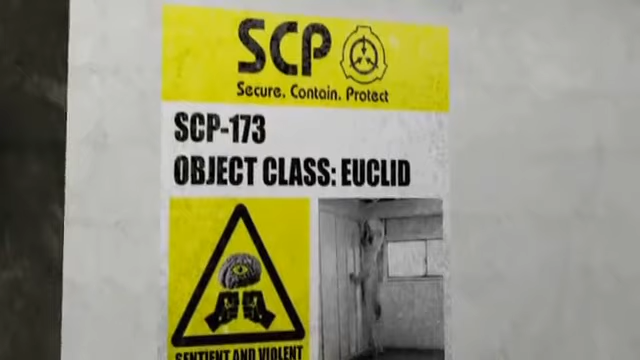 SCP
Secure. Contain. Protect
SCP-173
OBJECT CLASS: EUCLID
SENTIENT AND VIOLENT